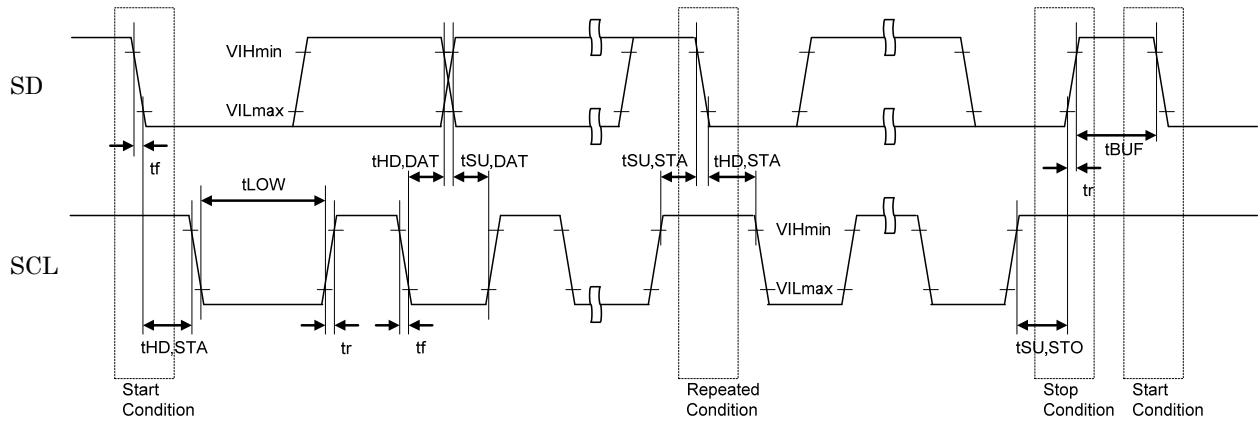 VIHmin
SD
VILmax
tf
tHD,DAT
tSU,DAT
tSU,STA
tHD,STA
tBUF
tr
tLOW
VIHmin
SCL
VILmax
tHD,STA
tr
tf
tSU,STO
Start
Condition
Repeated
Condition
Stop
Condition
Start
Condition